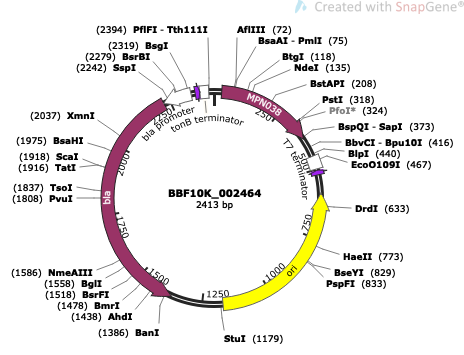 Created with SnapGene®
(2394) PflFI - Tth111I
(2319) BsgI
(2279) BsrBI
(2242) SspI
(2037) XmnI
(1975) BsaHI
(1918) ScaI
(1916) TatI
(1837) TsoI
(1808) PvuI
(1586) NmeAIII
(1558) BglI
(1518) BsrFI
(1478) BmrI
(1438) AhdI
(1386) BanI
AflIII (72)
BsaAI - PmlI (75)
BtgI (118)
NdeI (135)
BstAPI (208)
PstI (318)
PfoI* (324)
BspQI - SapI (373)
BbvCI - Bpu10I (416)
BlpI (440)
EcoO109I (467)
DrdI (633)
HaeII (773)
BseYI (829)
PspFI (833)
StuI (1179)
MPN038
T7 terminator
ori
bla
bla promoter
tonB terminator
250
500
750
1000
1250
1500
1750
2000
BBF10K_002464
2413 bp